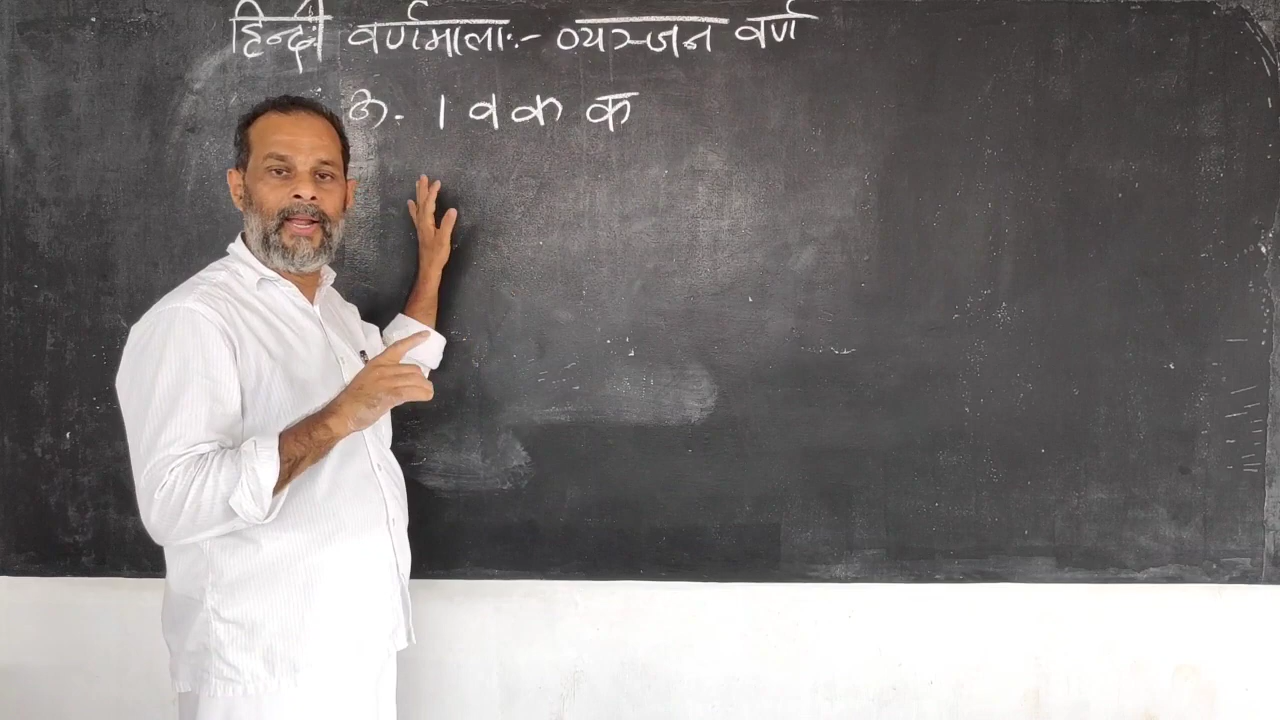 हिन्दी वर्णमालाः- व्यञ्जन वर्ण
. । व क क